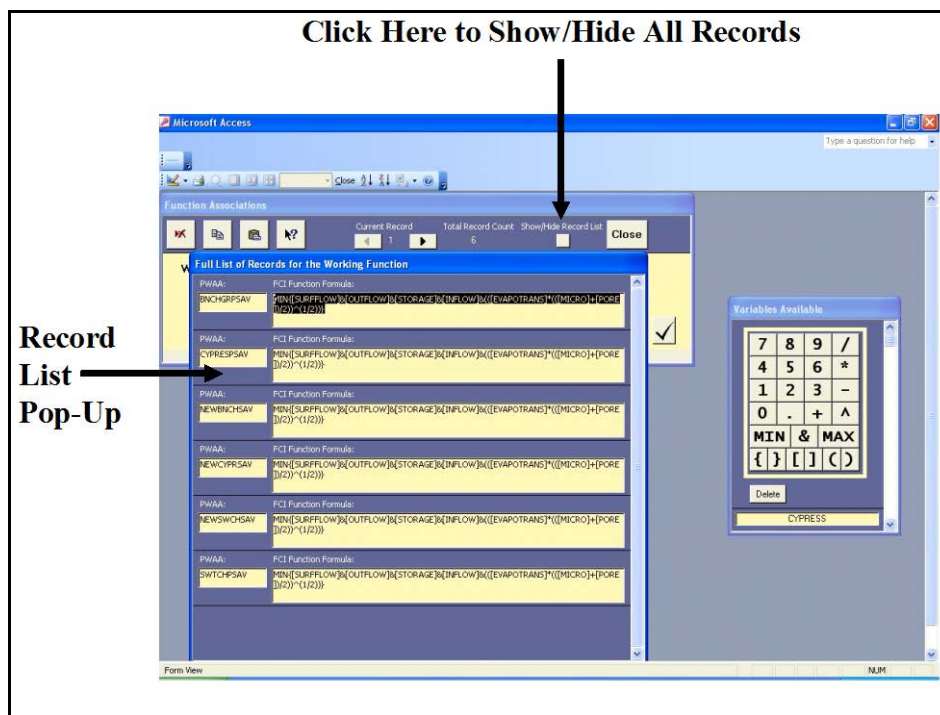 Click Here to Show/Hide All Records
Microsoft Access
Type a question for help
Close
Function Associations
Current Record
Total Record Count
Show/Hide Record List
1
6
Close
W
Full List of Records for the Working Function
PWAA:
FCI Function Formula:
BNCHGRPSAV
MIN{[SURFFLOW]&[OUTFLOW]&[STORAGE]&[INFLOW]&(([EVAPOTRANS]*(([MICRO]+[PORE
])/2))^(1/2))}
PWAA:
FCI Function Formula:
CYPRESPSAV
MIN{[SURFFLOW]&[OUTFLOW]&[STORAGE]&[INFLOW]&(([EVAPOTRANS]*(([MICRO]+[PORE
])/2))^(1/2))}
PWAA:
FCI Function Formula:
NEWBNCHSAV
MIN{[SURFFLOW]&[OUTFLOW]&[STORAGE]&[INFLOW]&(([EVAPOTRANS]*(([MICRO]+[PORE
])/2))^(1/2))}
PWAA:
FCI Function Formula:
NEWCYPRSAV
MIN{[SURFFLOW]&[OUTFLOW]&[STORAGE]&[INFLOW]&(([EVAPOTRANS]*(([MICRO]+[PORE
])/2))^(1/2))}
PWAA:
FCI Function Formula:
NEWSWCHSAV
MIN{[SURFFLOW]&[OUTFLOW]&[STORAGE]&[INFLOW]&(([EVAPOTRANS]*(([MICRO]+[PORE
])/2))^(1/2))}
PWAA:
FCI Function Formula:
SWTCHPSAV
MIN{[SURFFLOW]&[OUTFLOW]&[STORAGE]&[INFLOW]&(([EVAPOTRANS]*(([MICRO]+[PORE
])/2))^(1/2))}
Record
List
Pop-Up
Variables Available
7 8 9 /
4 5 6 *
1 2 3 -
0 . + ^
MIN & MAX
{ } [ ] ( )
Delete
CYPRESS
Form View
NUM